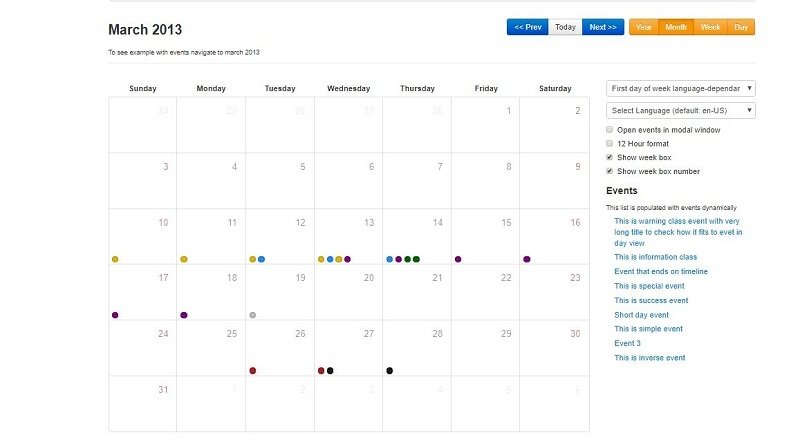 March 2013
<< Prev Today Next >> Year Month Week Day
To see example with events navigate to march 2013
Sunday Monday Tuesday Wednesday Thursday Friday Saturday
24 25 26 27 28 1 2
3 4 5 6 7 8 9
10 11 12 13 14 15 16
17 18 19 20 21 22 23
24 25 26 27 28 29 30
31 1 2 3 4 5 6
First day of week language-dependar
Select Language (default: en-US)
Open events in modal window
12 Hour format
Show week box
Show week box number
Events
This list is populated with events dynamically
This is warning class event with very
long title to check how it fits to evet in
day view
This is information class
Event that ends on timeline
This is special event
This is success event
Short day event
This is simple event
Event 3
This is inverse event